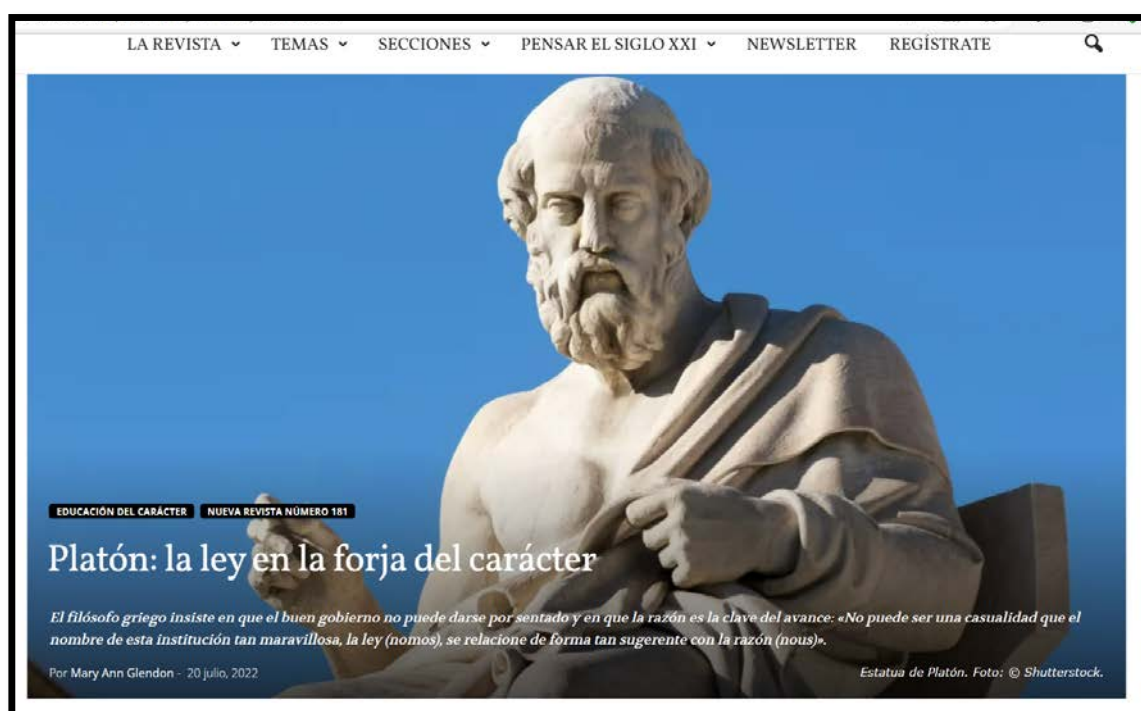 LA REVISTA TEMAS SECCIONES PENSAR EL SIGLO XXI NEWSLETTER REGÍSTRATE
EDUCACIÓN DEL CARÁCTER NUEVA REVISTA NÚMERO 181
Platón: la ley en la forja del carácter
El filósofo griego insiste en que el buen gobierno no puede darse por sentado y en que la razón es la clave del avance: «No puede ser una casualidad que el
nombre de esta institución tan maravillosa, la ley (nomos), se relacione de forma tan sugerente con la razón (nous)».
Por Mary Ann Glendon - 20 julio, 2022
Estatua de Platón. Foto: © Shutterstock.